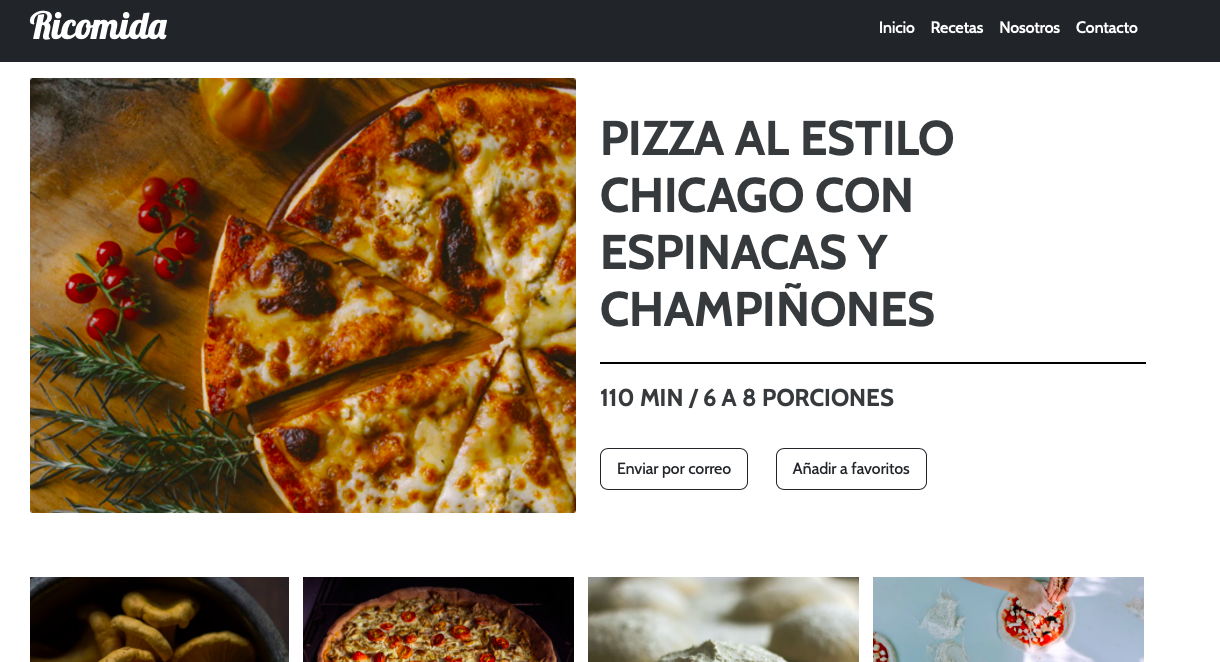 Ricomida
Inicio Recetas Nosotros Contacto
PIZZA AL ESTILO
CHICAGO CON
ESPINACAS Y
CHAMPIÑONES
110 MIN / 6 A 8 PORCIONES
Enviar por correo Añadir a favoritos